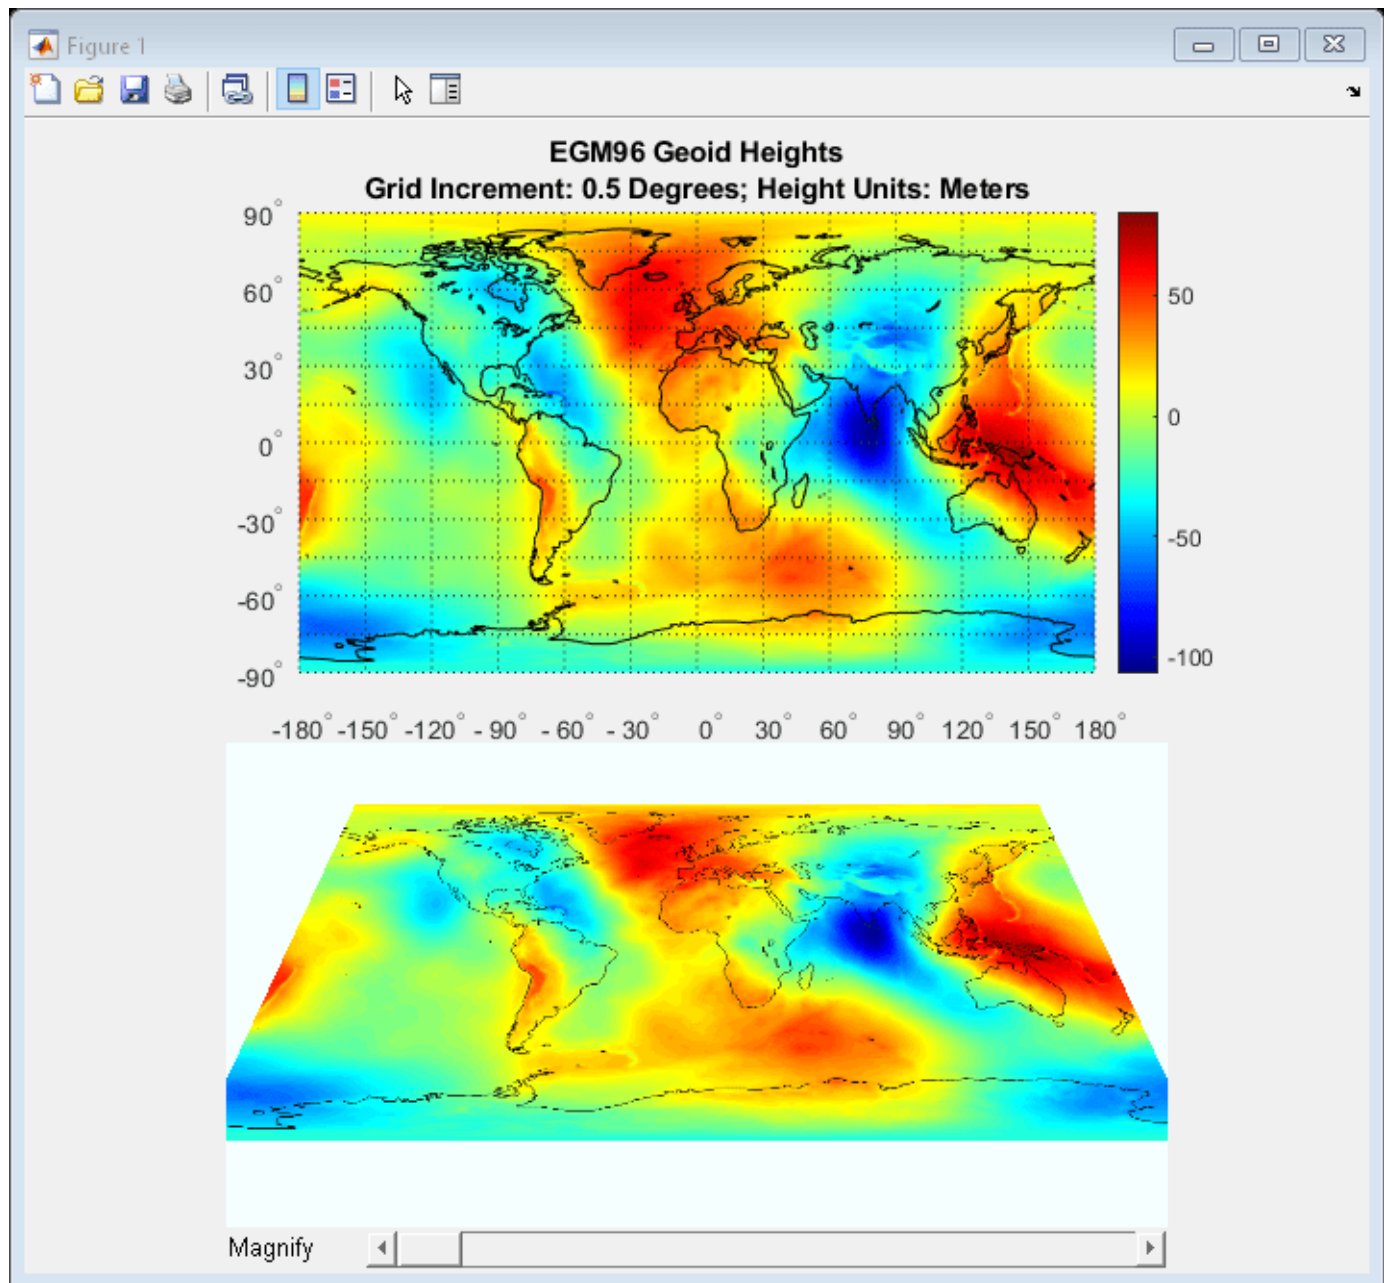 Figure 1
EGM96 Geoid Heights
Grid Increment: 0.5 Degrees; Height Units: Meters
90°
60°
30°
0°
-30°
-60°
-90°
50
0
-50
-100
-180° -150° -120° -90° -60° -30° 0° 30° 60° 90° 120° 150° 180°
Magnify